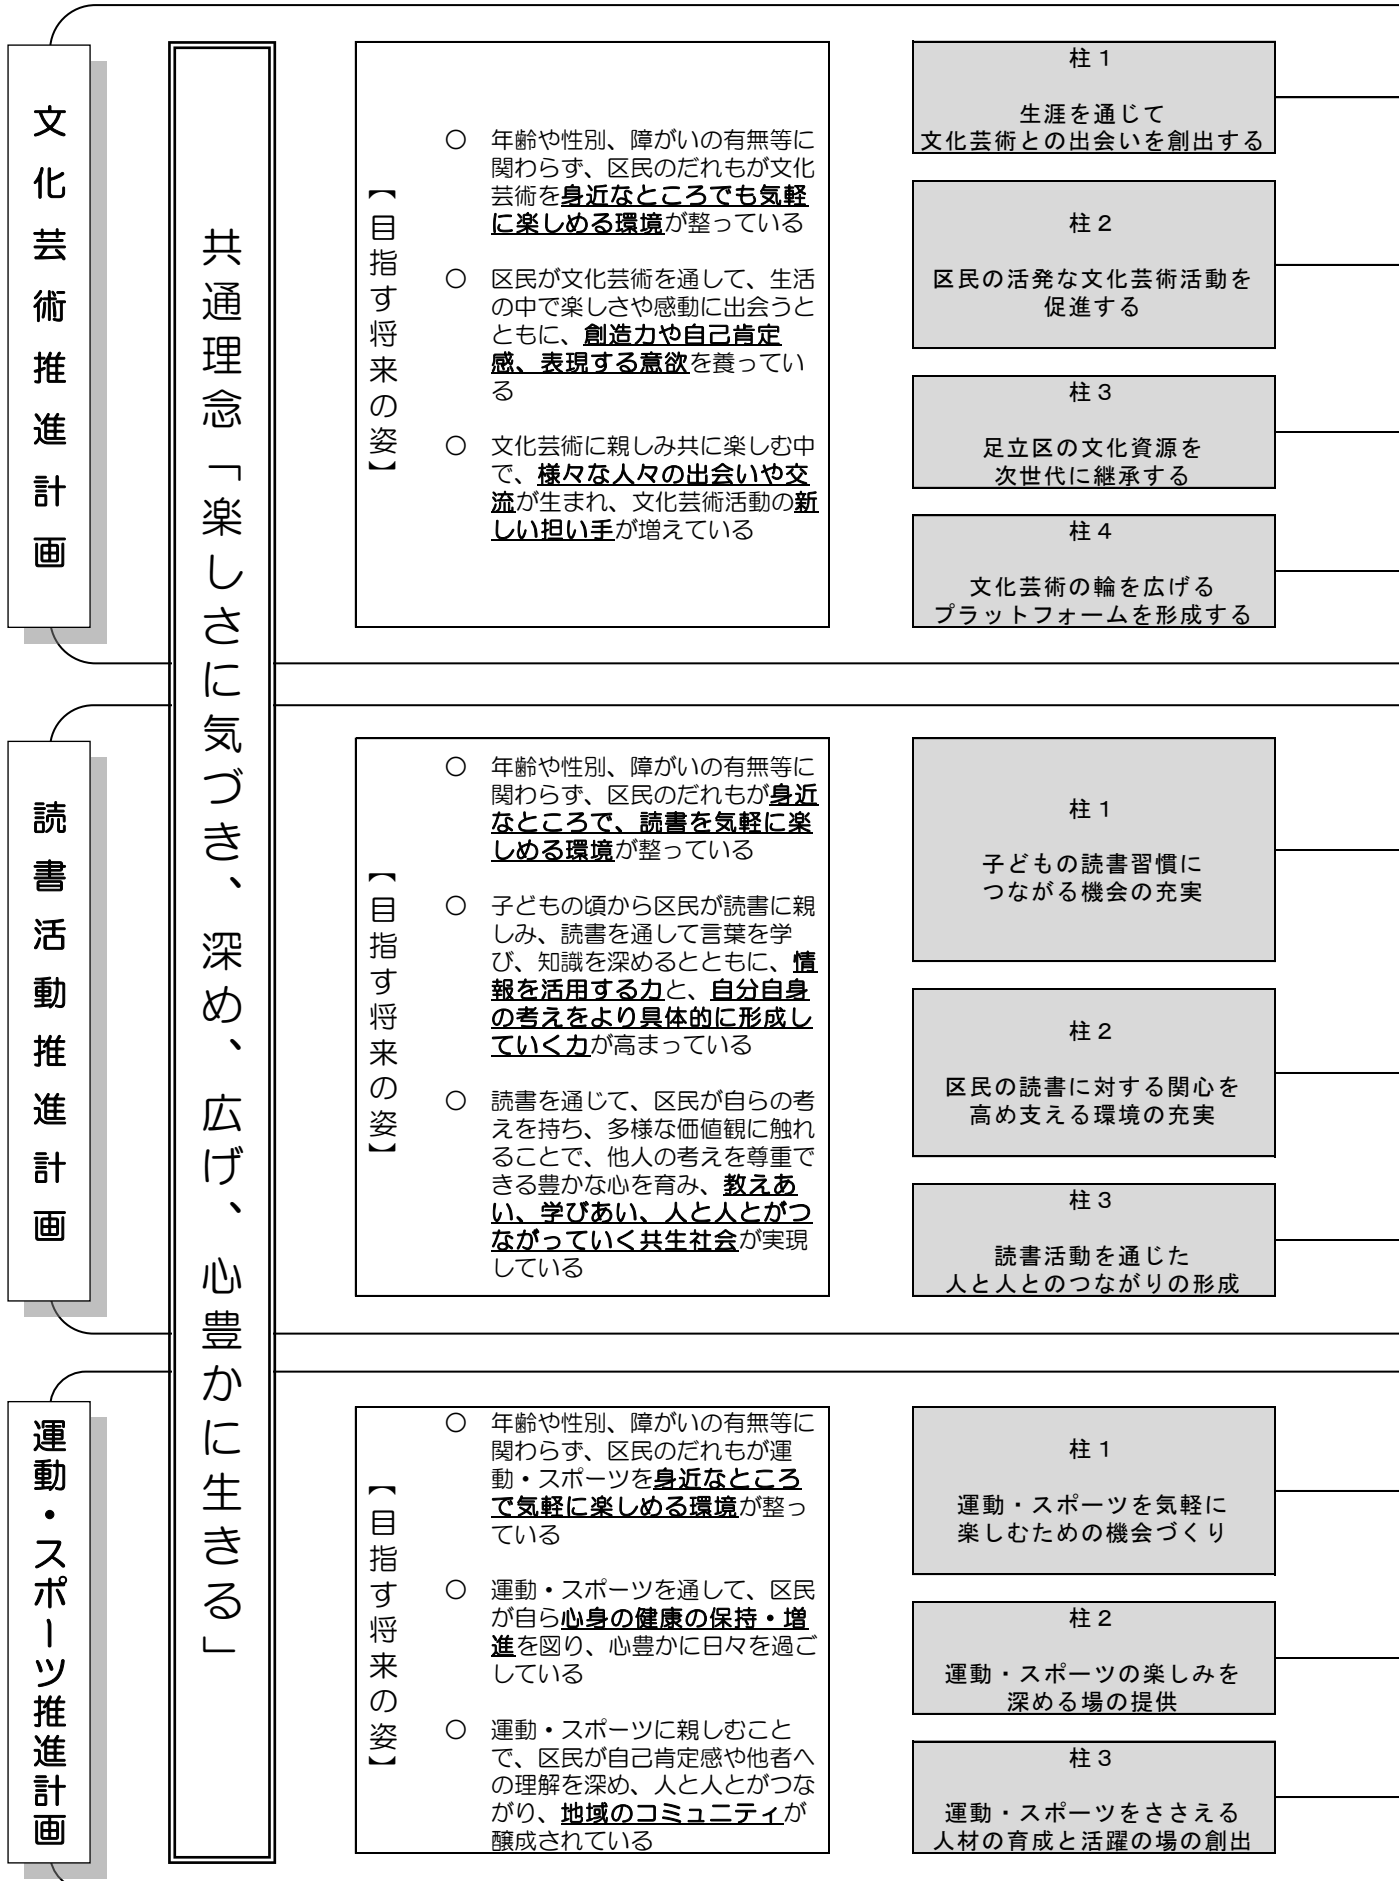 文化芸術推進計画
共通理念「楽しさに気づき、深め、広げ、心豊かに生きる」
【目指す将来の姿】
○ 年齢や性別、障がいの有無等に
関わらず、区民のだれもが文化
芸術を身近なところでも気軽
に楽しめる環境が整っている
○ 区民が文化芸術を通して、生活
の中で楽しさや感動に出会うと
ともに、創造力や自己肯定
感、表現する意欲を養ってい
る
○ 文化芸術に親しみ共に楽しむ中
で、様々な人々の出会いや交
流が生まれ、文化芸術活動の新
しい担い手が増えている
柱1
生涯を通じて
文化芸術との出会いを創出する
柱2
区民の活発な文化芸術活動を
促進する
柱3
足立区の文化資源を
次世代に継承する
柱4
文化芸術の輪を広げる
プラットフォームを形成する
読書活動推進計画
【目指す将来の姿】
○ 年齢や性別、障がいの有無等に
関わらず、区民のだれもが身近
なところで、読書を気軽に楽
しめる環境が整っている
○ 子どもの頃から区民が読書に親
しみ、読書を通して言葉を学
び、知識を深めるとともに、情
報を活用する力と、自分自身
の考えをより具体的に形成し
ていく力が高まっている
○ 読書を通じて、区民が自らの考
えを持ち、多様な価値観に触れ
ることで、他人の考えを尊重で
きる豊かな心を育み、教えあ
い、学びあい、人と人とがつ
ながっていく共生社会が実現
している
柱1
子どもの読書習慣に
つながる機会の充実
柱2
区民の読書に対する関心を
高め支える環境の充実
柱3
読書活動を通じた
人と人とのつながりの形成
運動・スポーツ推進計画
【目指す将来の姿】
○ 年齢や性別、障がいの有無等に
関わらず、区民のだれもが運
動・スポーツを身近なところ
で気軽に楽しめる環境が整っ
ている
○ 運動・スポーツを通して、区民
が自ら心身の健康の保持・増
進を図り、心豊かに日々を過ご
している
○ 運動・スポーツに親しむこと
で、区民が自己肯定感や他者へ
の理解を深め、人と人とがつな
がり、地域のコミュニティが
醸成されている
柱1
運動・スポーツを気軽に
楽しむための機会づくり
柱2
運動・スポーツの楽しみを
深める場の提供
柱3
運動・スポーツをささえる
人材の育成と活躍の場の創出